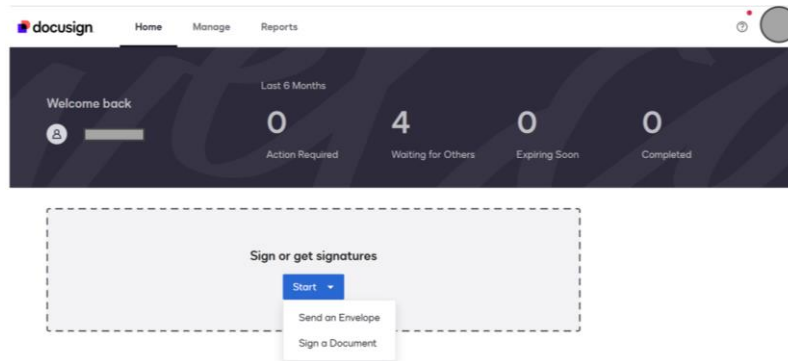 docusign Home Manage Reports
Last 6 Months
Welcome back
0 4 0 0
Action Required Waiting for Others Expiring Soon Completed
Sign or get signatures
Start
Send an Envelope
Sign a Document